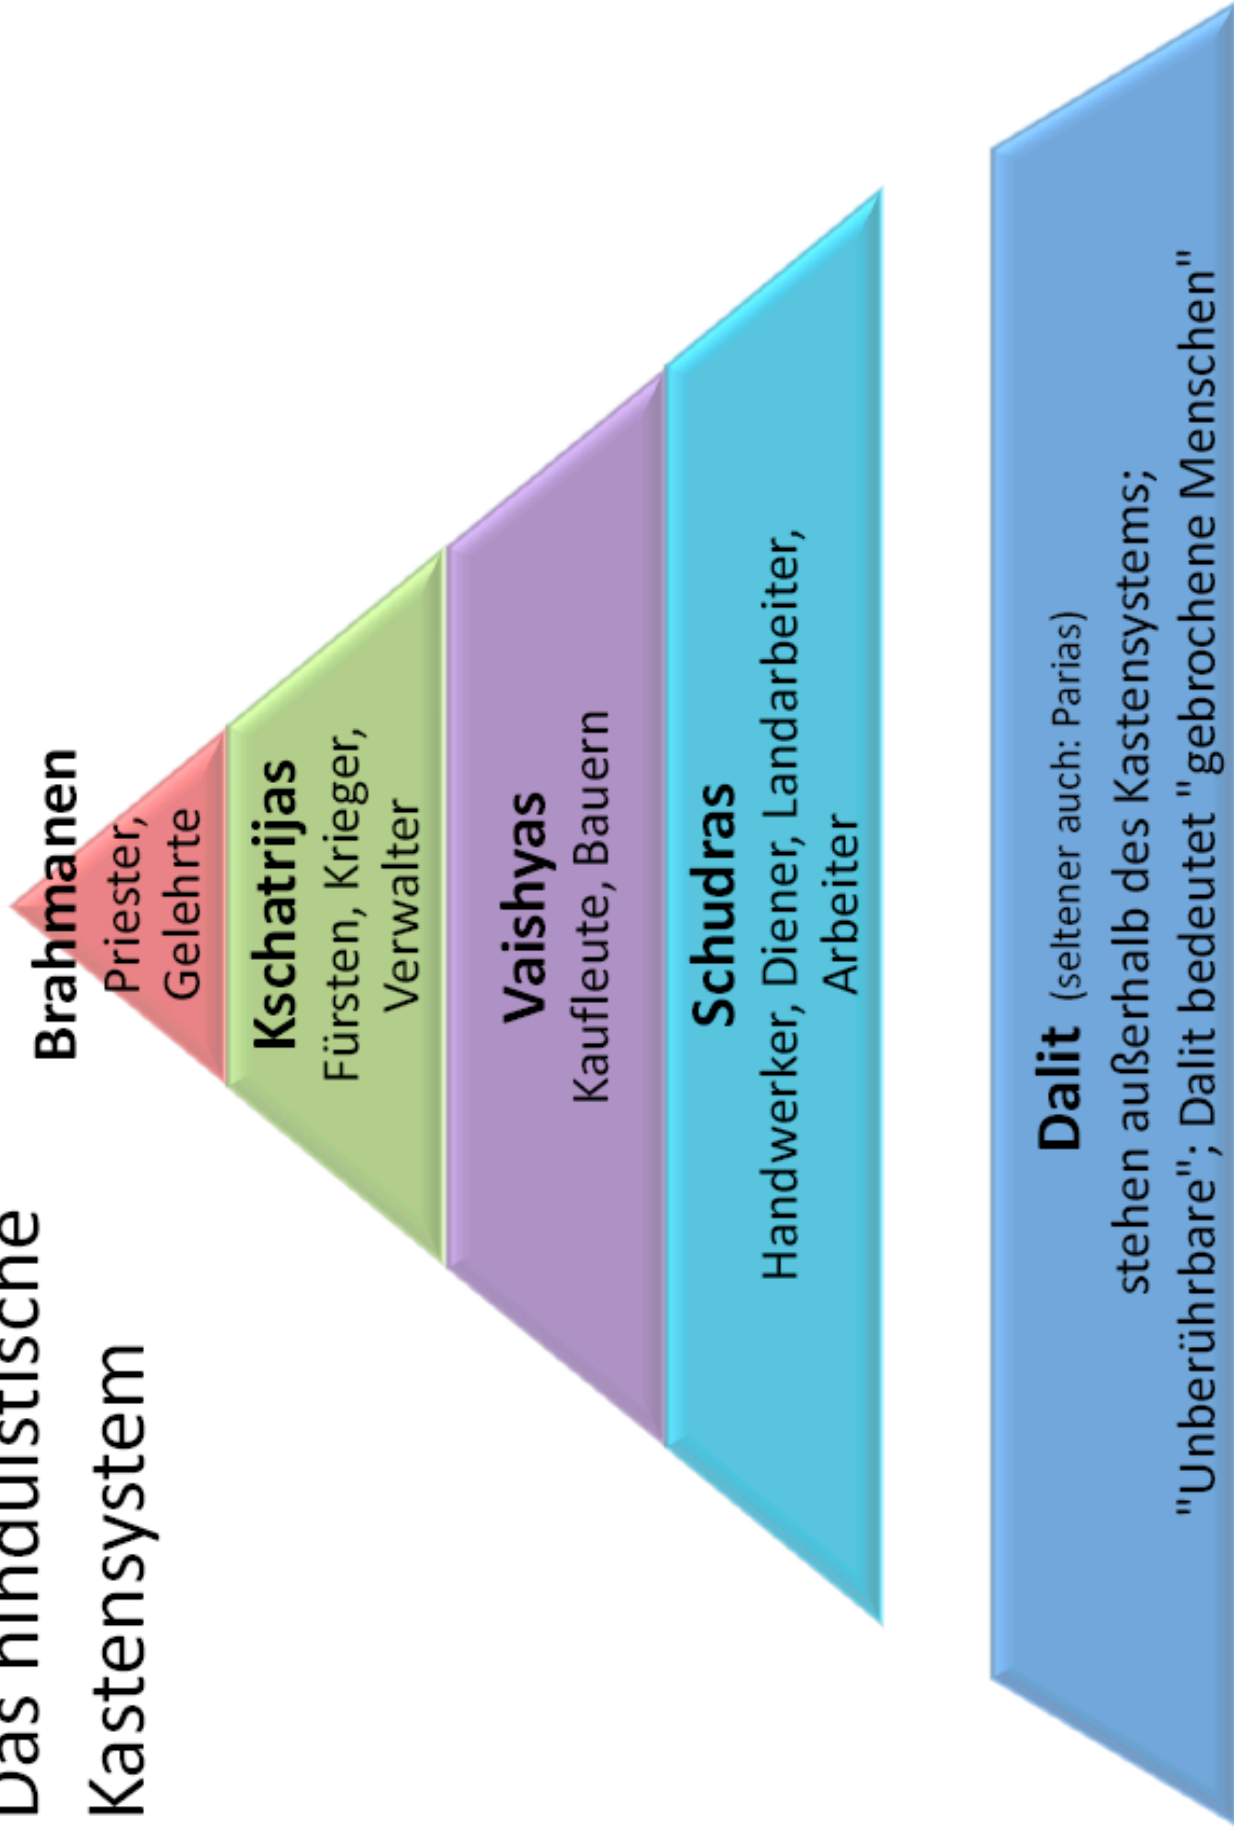 Das hinduistische
Kastensystem
Brahmanen
Priester,
Gelehrte
Kschatrijas
Fürsten, Krieger,
Verwalter
Vaishyas
Kaufleute, Bauern
Schudras
Handwerker, Diener, Landarbeiter,
Arbeiter
Dalit (seltener auch: Parias)
stehen außerhalb des Kastensystems;
"Unberührbare"; Dalit bedeutet "gebrochene Menschen"